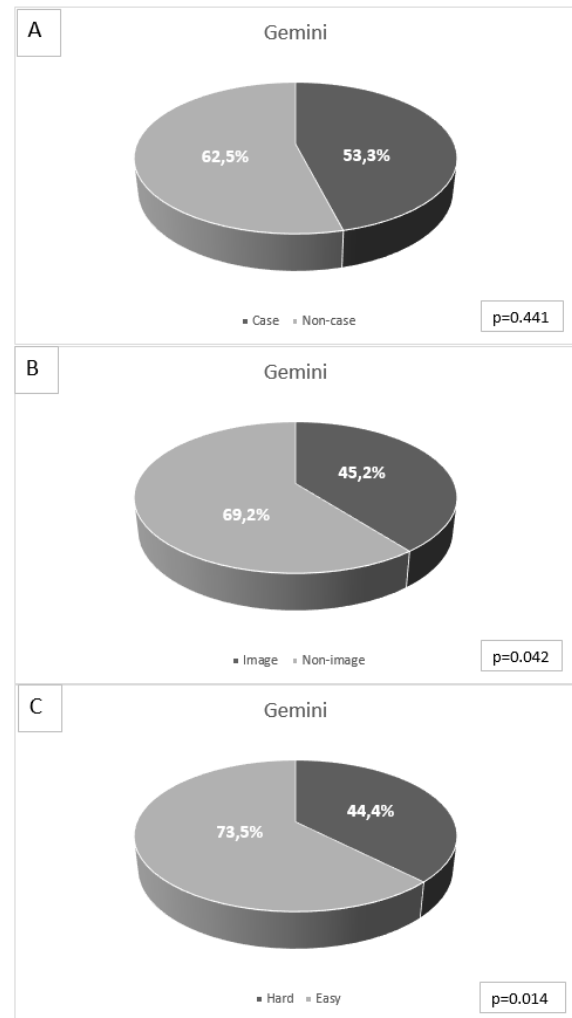 A
Gemini
62,5%
53,3%
Case Non-case
p=0.441
B
Gemini
45,2%
69,2%
Image Non-image
p=0.042
C
Gemini
44,4%
73,5%
Hard Easy
p=0.014